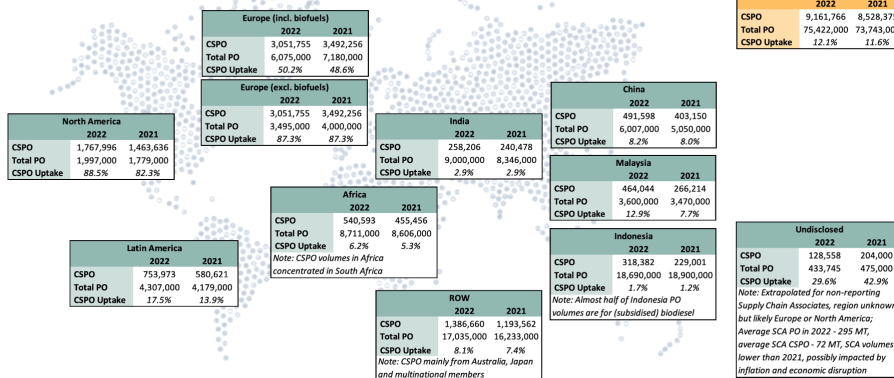 Europe (incl. biofuels)
2022 2021
CSPO 3,051,755 3,492,256
Total PO 6,075,000 7,180,000
CSPO Uptake 50.2% 48.6%
Europe (excl. biofuels)
2022 2021
CSPO 3,051,755 3,492,256
Total PO 3,495,000 4,000,000
CSPO Uptake 87.3% 87.3%
North America
2022 2021
CSPO 1,767,996 1,463,636
Total PO 1,997,000 1,779,000
CSPO Uptake 88.5% 82.3%
Latin America
2022 2021
CSPO 753,973 580,621
Total PO 4,307,000 4,179,000
CSPO Uptake 17.5% 13.9%
Africa
2022 2021
CSPO 540,593 455,456
Total PO 8,711,000 8,606,000
CSPO Uptake 6.2% 5.3%
Note: CSPO volumes in Africa
concentrated in South Africa
India
2022 2021
CSPO 258,206 240,478
Total PO 9,000,000 8,346,000
CSPO Uptake 2.9% 2.9%
ROW
2022 2021
CSPO 1,386,660 1,193,562
Total PO 17,035,000 16,233,000
CSPO Uptake 8.1% 7.4%
Note: CSPO mainly from Australia, Japan
and multinational members
China
2022 2021
CSPO 491,598 403,150
Total PO 6,007,000 5,050,000
CSPO Uptake 8.2% 8.0%
Malaysia
2022 2021
CSPO 464,044 266,214
Total PO 3,600,000 3,470,000
CSPO Uptake 12.9% 7.7%
Indonesia
2022 2021
CSPO 318,382 229,001
Total PO 18,690,000 18,900,000
CSPO Uptake 1.7% 1.2%
Note: Almost half of Indonesia PO
volumes are for (subsidised) biodiesel
2022 2021
CSPO 9,161,766
Total PO 75,422,000
CSPO Uptake 12.1% 11.6%
Undisclosed
2022 2021
CSPO 128,558 204,000
Total PO 433,745 475,000
CSPO Uptake 29.6% 42.9%
Note: Extrapolated for non-reporting
Supply Chain Associates, region unknown
but likely Europe or North America;
Average SCA PO in 2022 - 295 MT,
average SCA CSPO - 72 MT, SCA volumes
lower than 2021, possibly impacted by
inflation and economic disruption